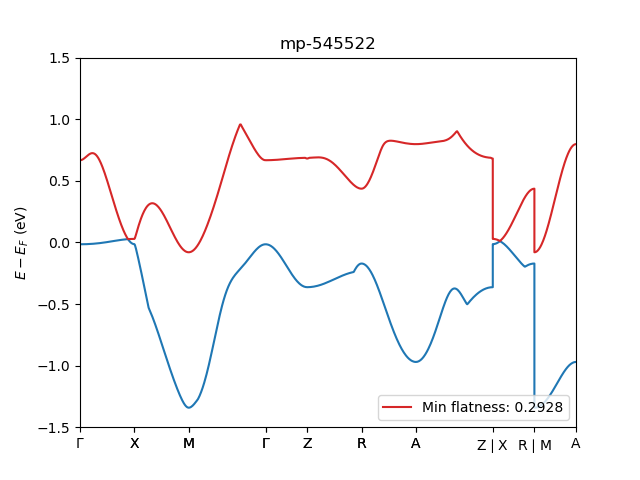 mp-545522
E − E_F (eV)
1.5
1.0
0.5
0.0
−0.5
−1.0
−1.5
Min flatness: 0.2928
Γ X M Γ Z R A Z | X R | M A